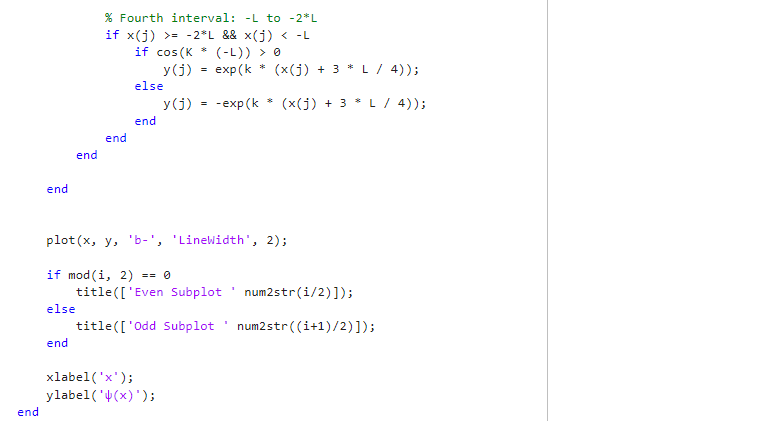 % Fourth interval: -L to -2*L
if x(j) >= -2*L && x(j) < -L
if cos(K * (-L)) > 0
y(j) = exp(k * (x(j) + 3 * L / 4));
else
y(j) = -exp(k * (x(j) + 3 * L / 4));
end
end
end
end
plot(x, y, 'b-', 'LineWidth', 2);
if mod(i, 2) == 0
title(['Even Subplot ' num2str(i/2)]);
else
title(['Odd Subplot ' num2str((i+1)/2)]);
end
xlabel('x');
ylabel('ψ(x)');
end